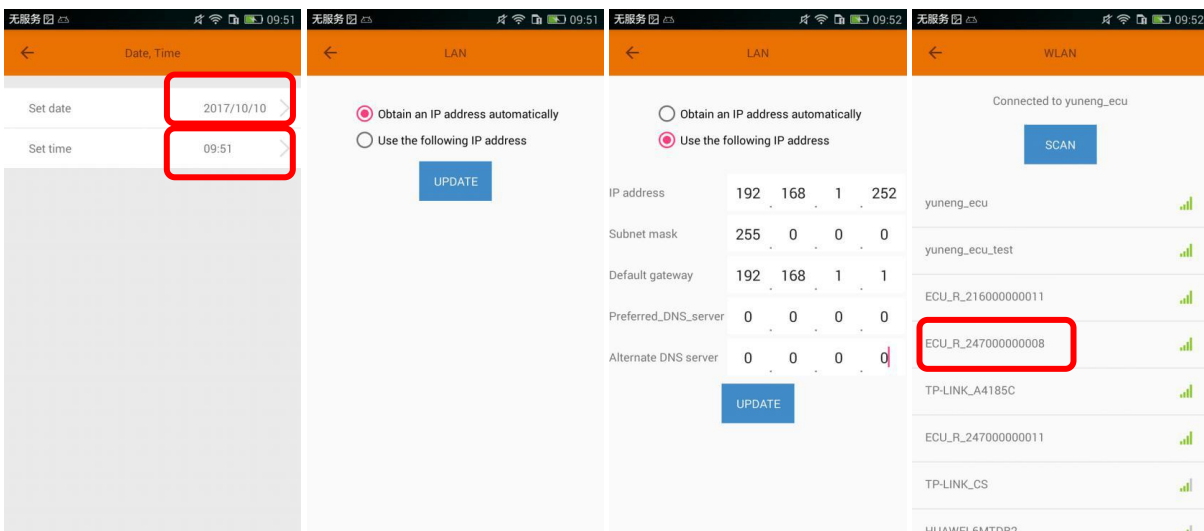 无服务 09:51
Date, Time
Set date 2017/10/10
Set time 09:51
无服务 09:51
LAN
Obtain an IP address automatically
Use the following IP address
UPDATE
无服务 09:52
LAN
Obtain an IP address automatically
Use the following IP address
IP address 192 . 168 . 1 . 252
Subnet mask 255 . 0 . 0 . 0
Default gateway 192 . 168 . 1 . 1
Preferred_DNS_server 0 . 0 . 0 . 0
Alternate DNS server 0 . 0 . 0 . 0
UPDATE
无服务 09:52
WLAN
Connected to yuneng_ecu
SCAN
yuneng_ecu
yuneng_ecu_test
ECU_R_216000000011
ECU_R_247000000008
TP-LINK_A4185C
ECU_R_247000000011
TP-LINK_CS